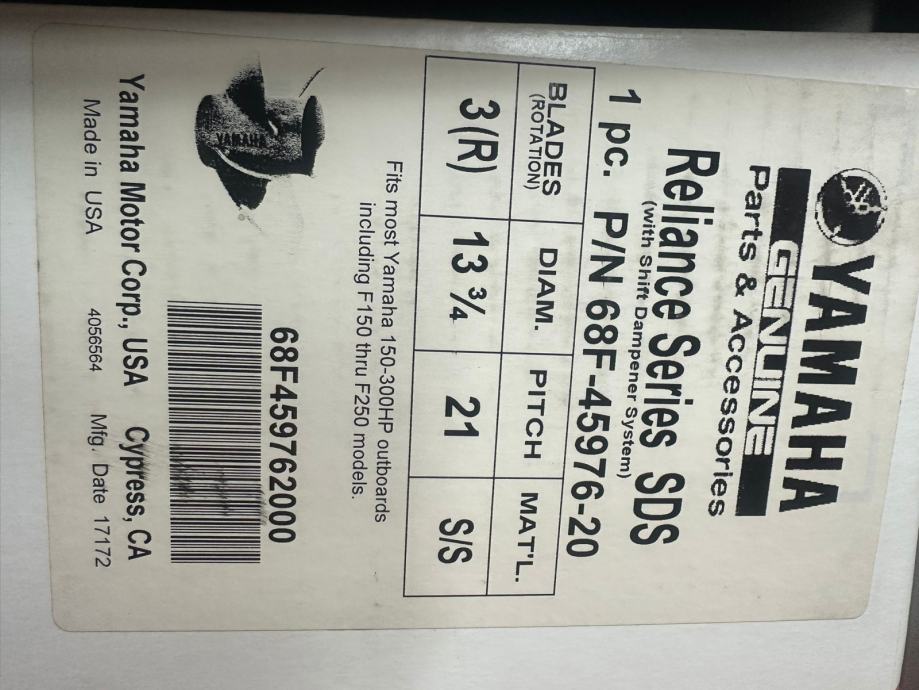 YAMAHA
GENUINE
Parts & Accessories
Reliance Series SDS
(with Shift Dampener System)
1 pc. P/N 68F-45976-20
BLADES (ROTATION) DIAM. PITCH MAT'L.
3 (R) 13 ¾ 21 S/S
Fits most Yamaha 150-300HP outboards
including F150 thru F250 models.
YAMAHA
68F459762000
Yamaha Motor Corp., USA Cypress, CA
Made in USA 4056564 Mfg. Date 17172